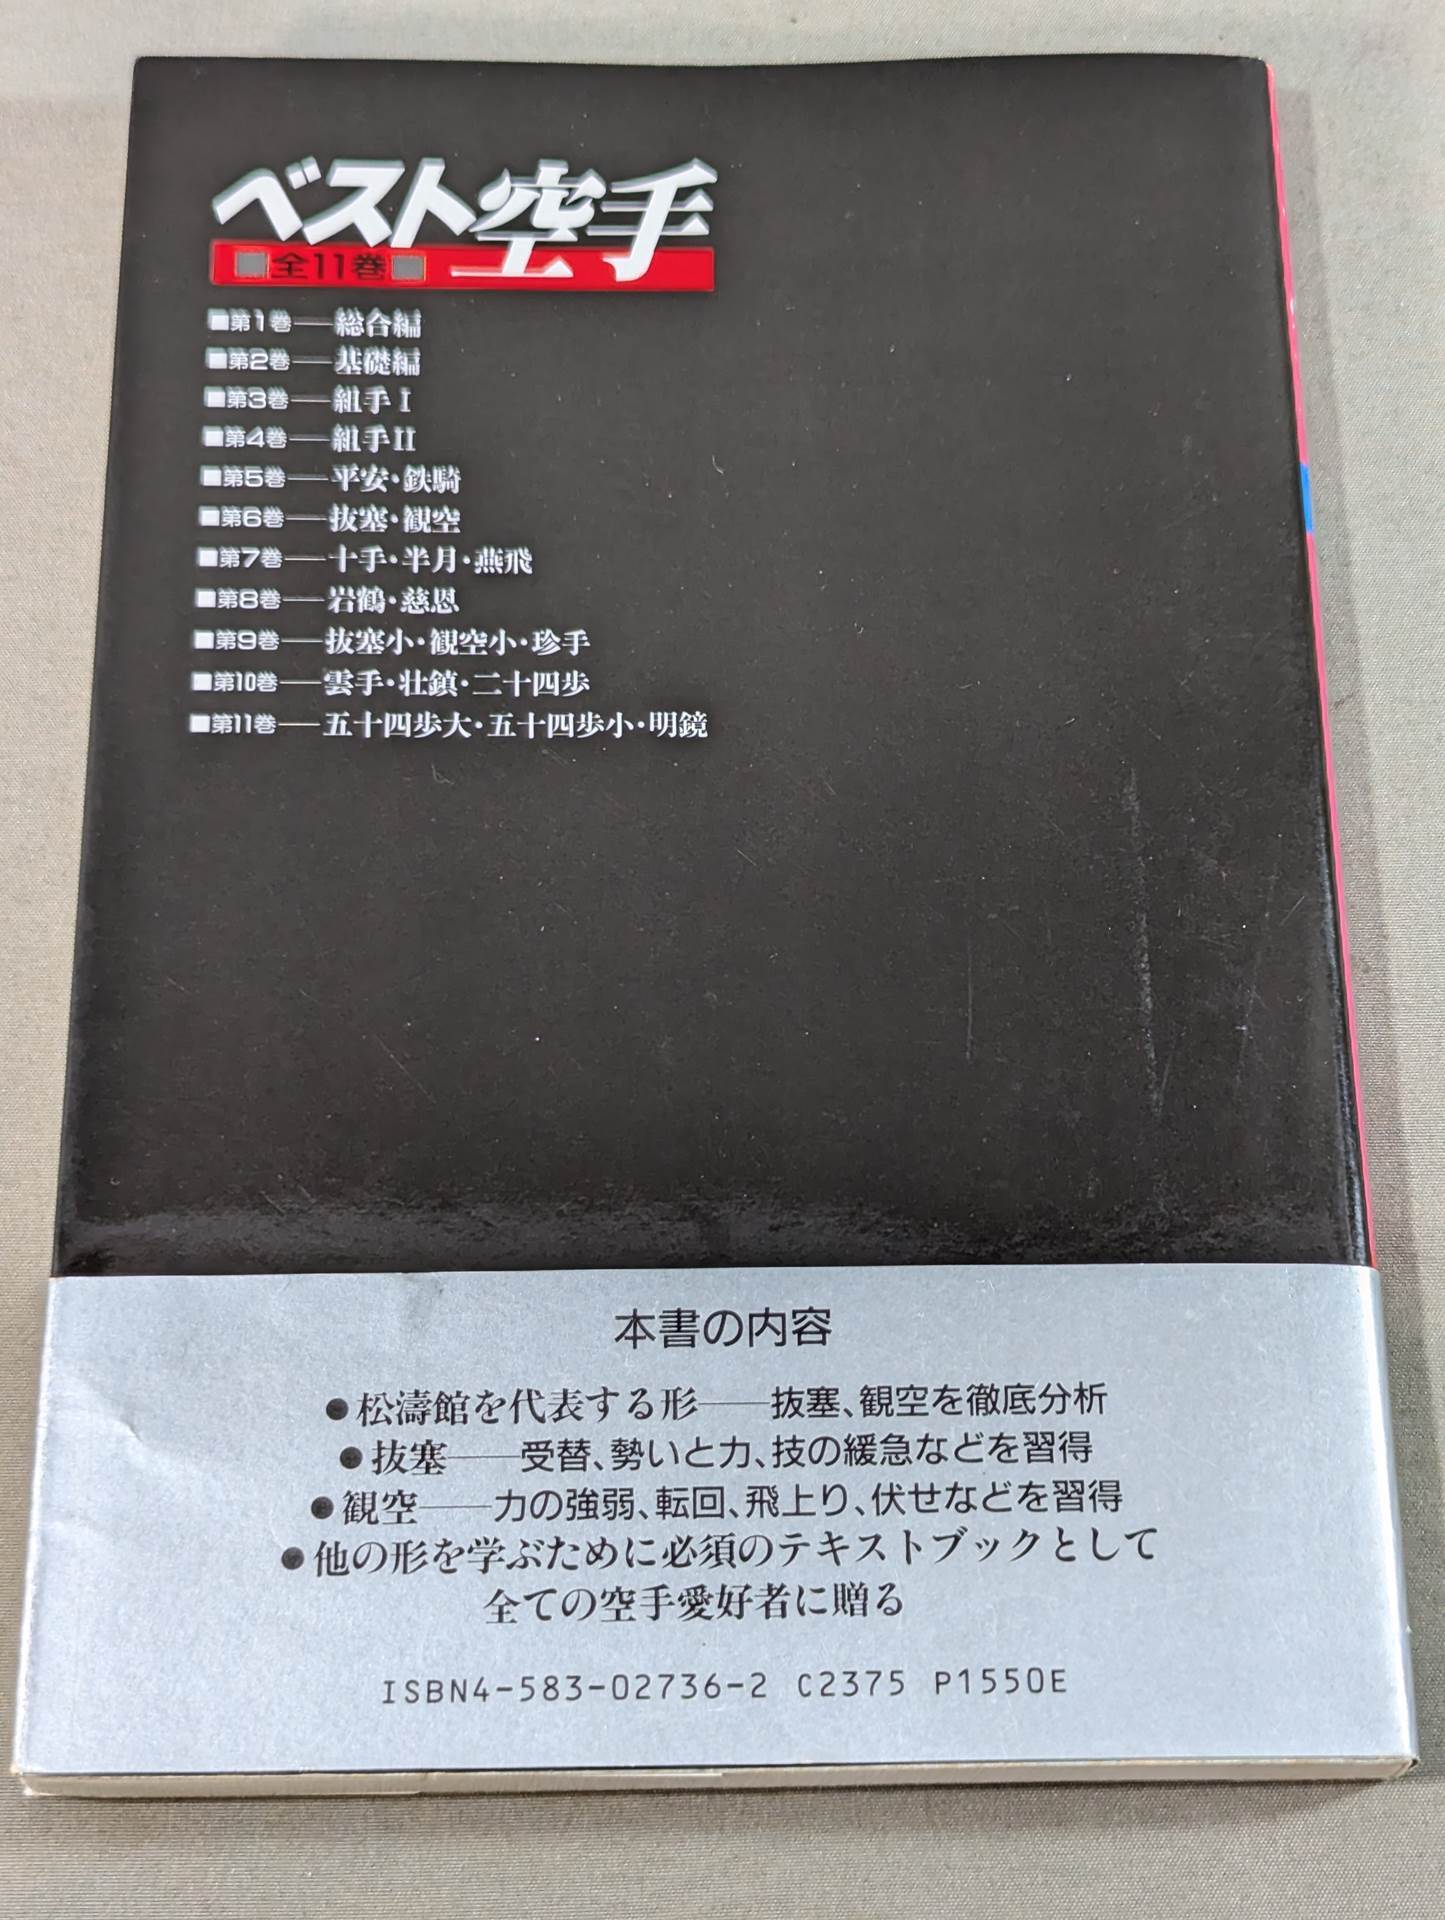 ベスト空手
■全11巻■
■第1巻──総合編
■第2巻──基礎編
■第3巻──組手Ⅰ
■第4巻──組手Ⅱ
■第5巻──平安・鉄騎
■第6巻──抜塞・観空
■第7巻──十手・半月・燕飛
■第8巻──岩鶴・慈恩
■第9巻──抜塞小・観空小・珍手
■第10巻──雲手・壮鎮・二十四歩
■第11巻──五十四歩大・五十四歩小・明鏡
本書の内容
●松濤館を代表する形──抜塞、観空を徹底分析
●抜塞──受替、勢いと力、技の緩急などを習得
●観空──力の強弱、転回、飛上り、伏せなどを習得
●他の形を学ぶために必須のテキストブックとして
全ての空手愛好者に贈る
ISBN4-583-02736-2 C2375 P1550E